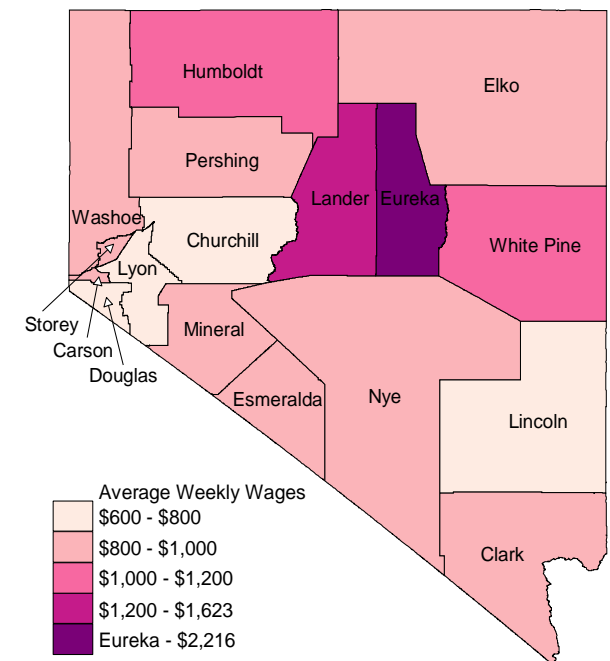 Humboldt
Elko
Pershing
Lander
Eureka
Washoe
Churchill
White Pine
Lyon
Storey
Carson
Douglas
Mineral
Esmeralda
Nye
Lincoln
Clark
Average Weekly Wages
$600 - $800
$800 - $1,000
$1,000 - $1,200
$1,200 - $1,623
Eureka - $2,216